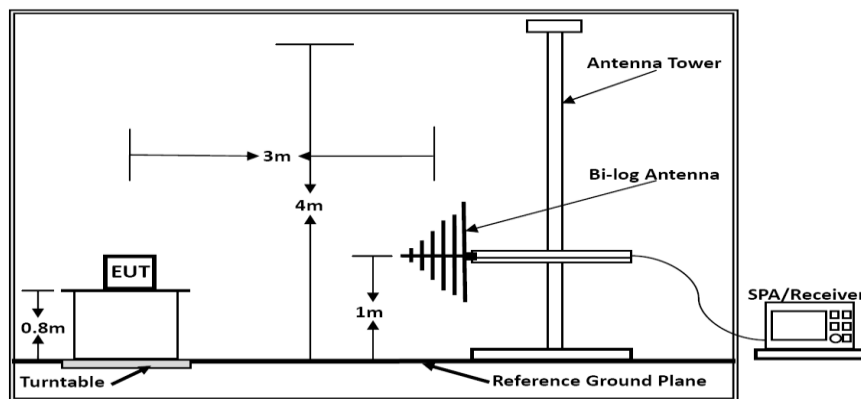 Antenna Tower
3m
Bi-log Antenna
4m
EUT
SPA/Receiver
0.8m
1m
Turntable
Reference Ground Plane